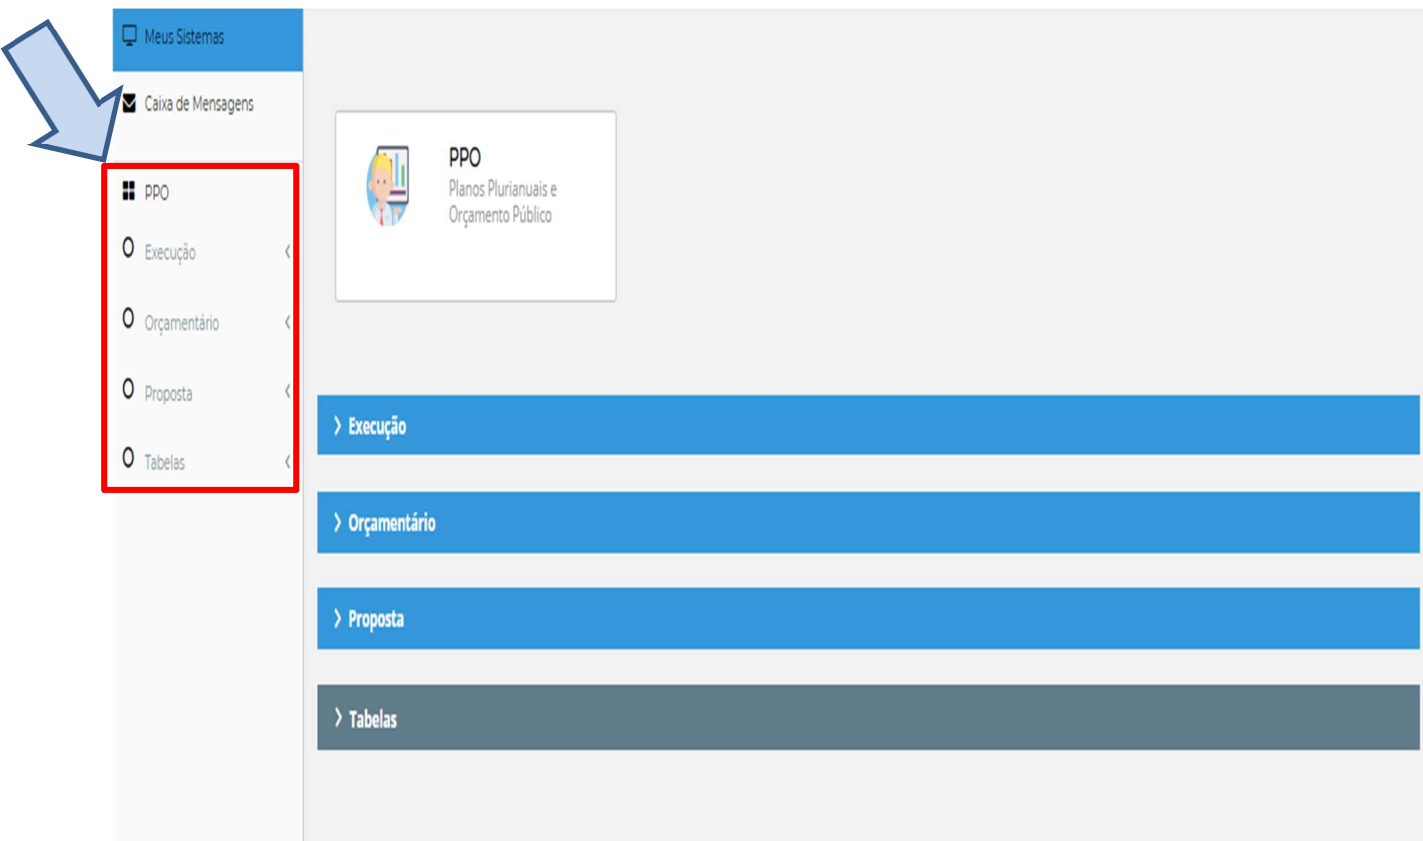 Meus Sistemas
Caixa de Mensagens
PPO
Execução
Orçamentário
Proposta
Tabelas
PPO
Planos Plurianuais e
Orçamento Público
Execução
Orçamentário
Proposta
Tabelas